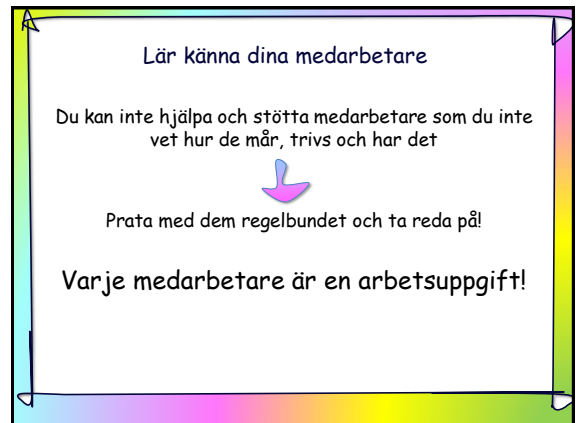 Lär känna dina medarbetare
Du kan inte hjälpa och stötta medarbetare som du inte
vet hur de mår, trivs och har det
Prata med dem regelbundet och ta reda på!
Varje medarbetare är en arbetsuppgift!